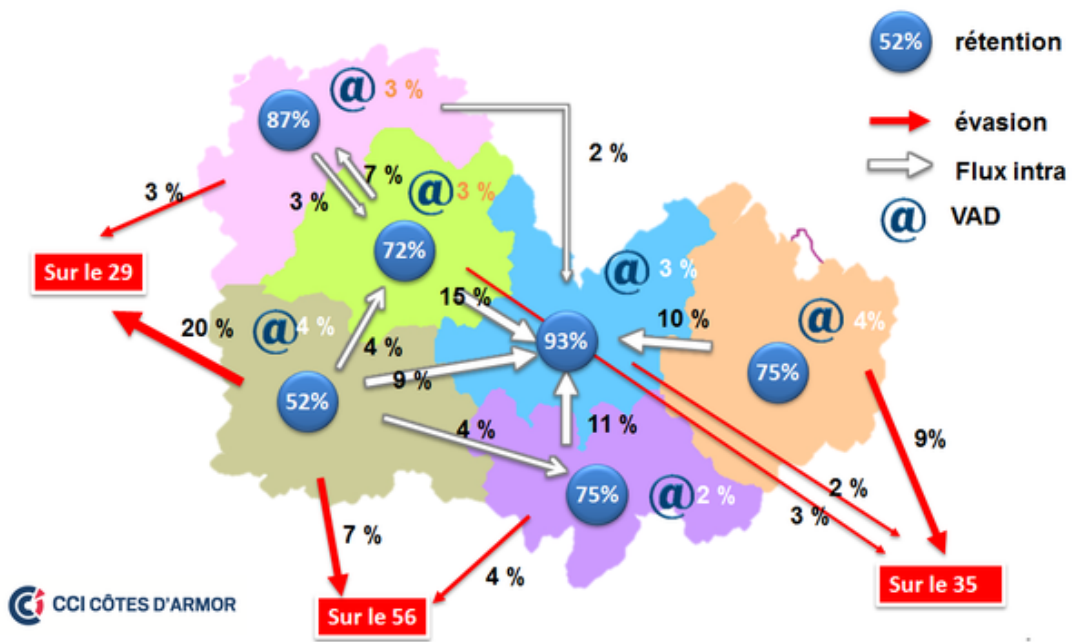 52% rétention
évasion
Flux intra
@ VAD
@ 3 %
87%
2 %
3 %
7 %
3 %
@ 3 %
72%
Sur le 29
@ 3 %
15 %
10 %
@ 4%
20 %
@ 4 %
4 %
93%
75%
9 %
52%
4 %
11 %
9%
75%
@ 2 %
2 %
3 %
7 %
4 %
Sur le 35
CCI CÔTES D'ARMOR
Sur le 56